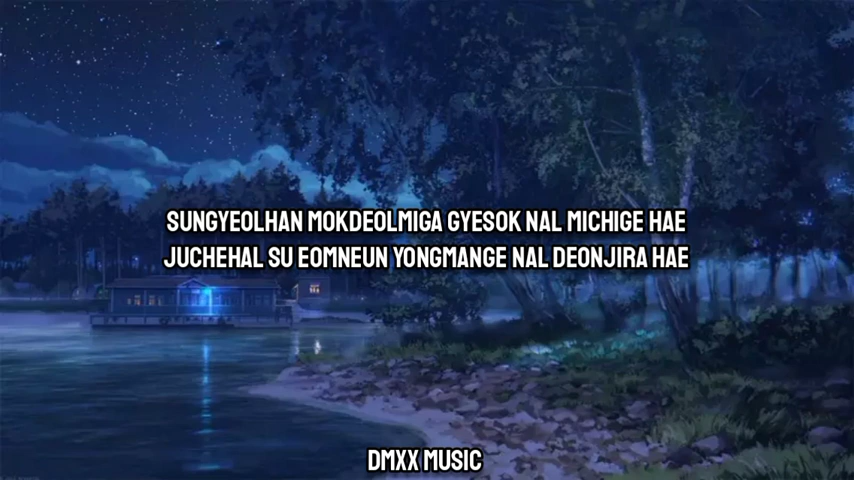 SUNGYEOLHAN MOKDEOLMIGA GYESOK NAL MICHIGE HAE
JUCHEHAL SU EOMNEUN YONGMANGE NAL DEONJIRA HAE
DMXX MUSIC